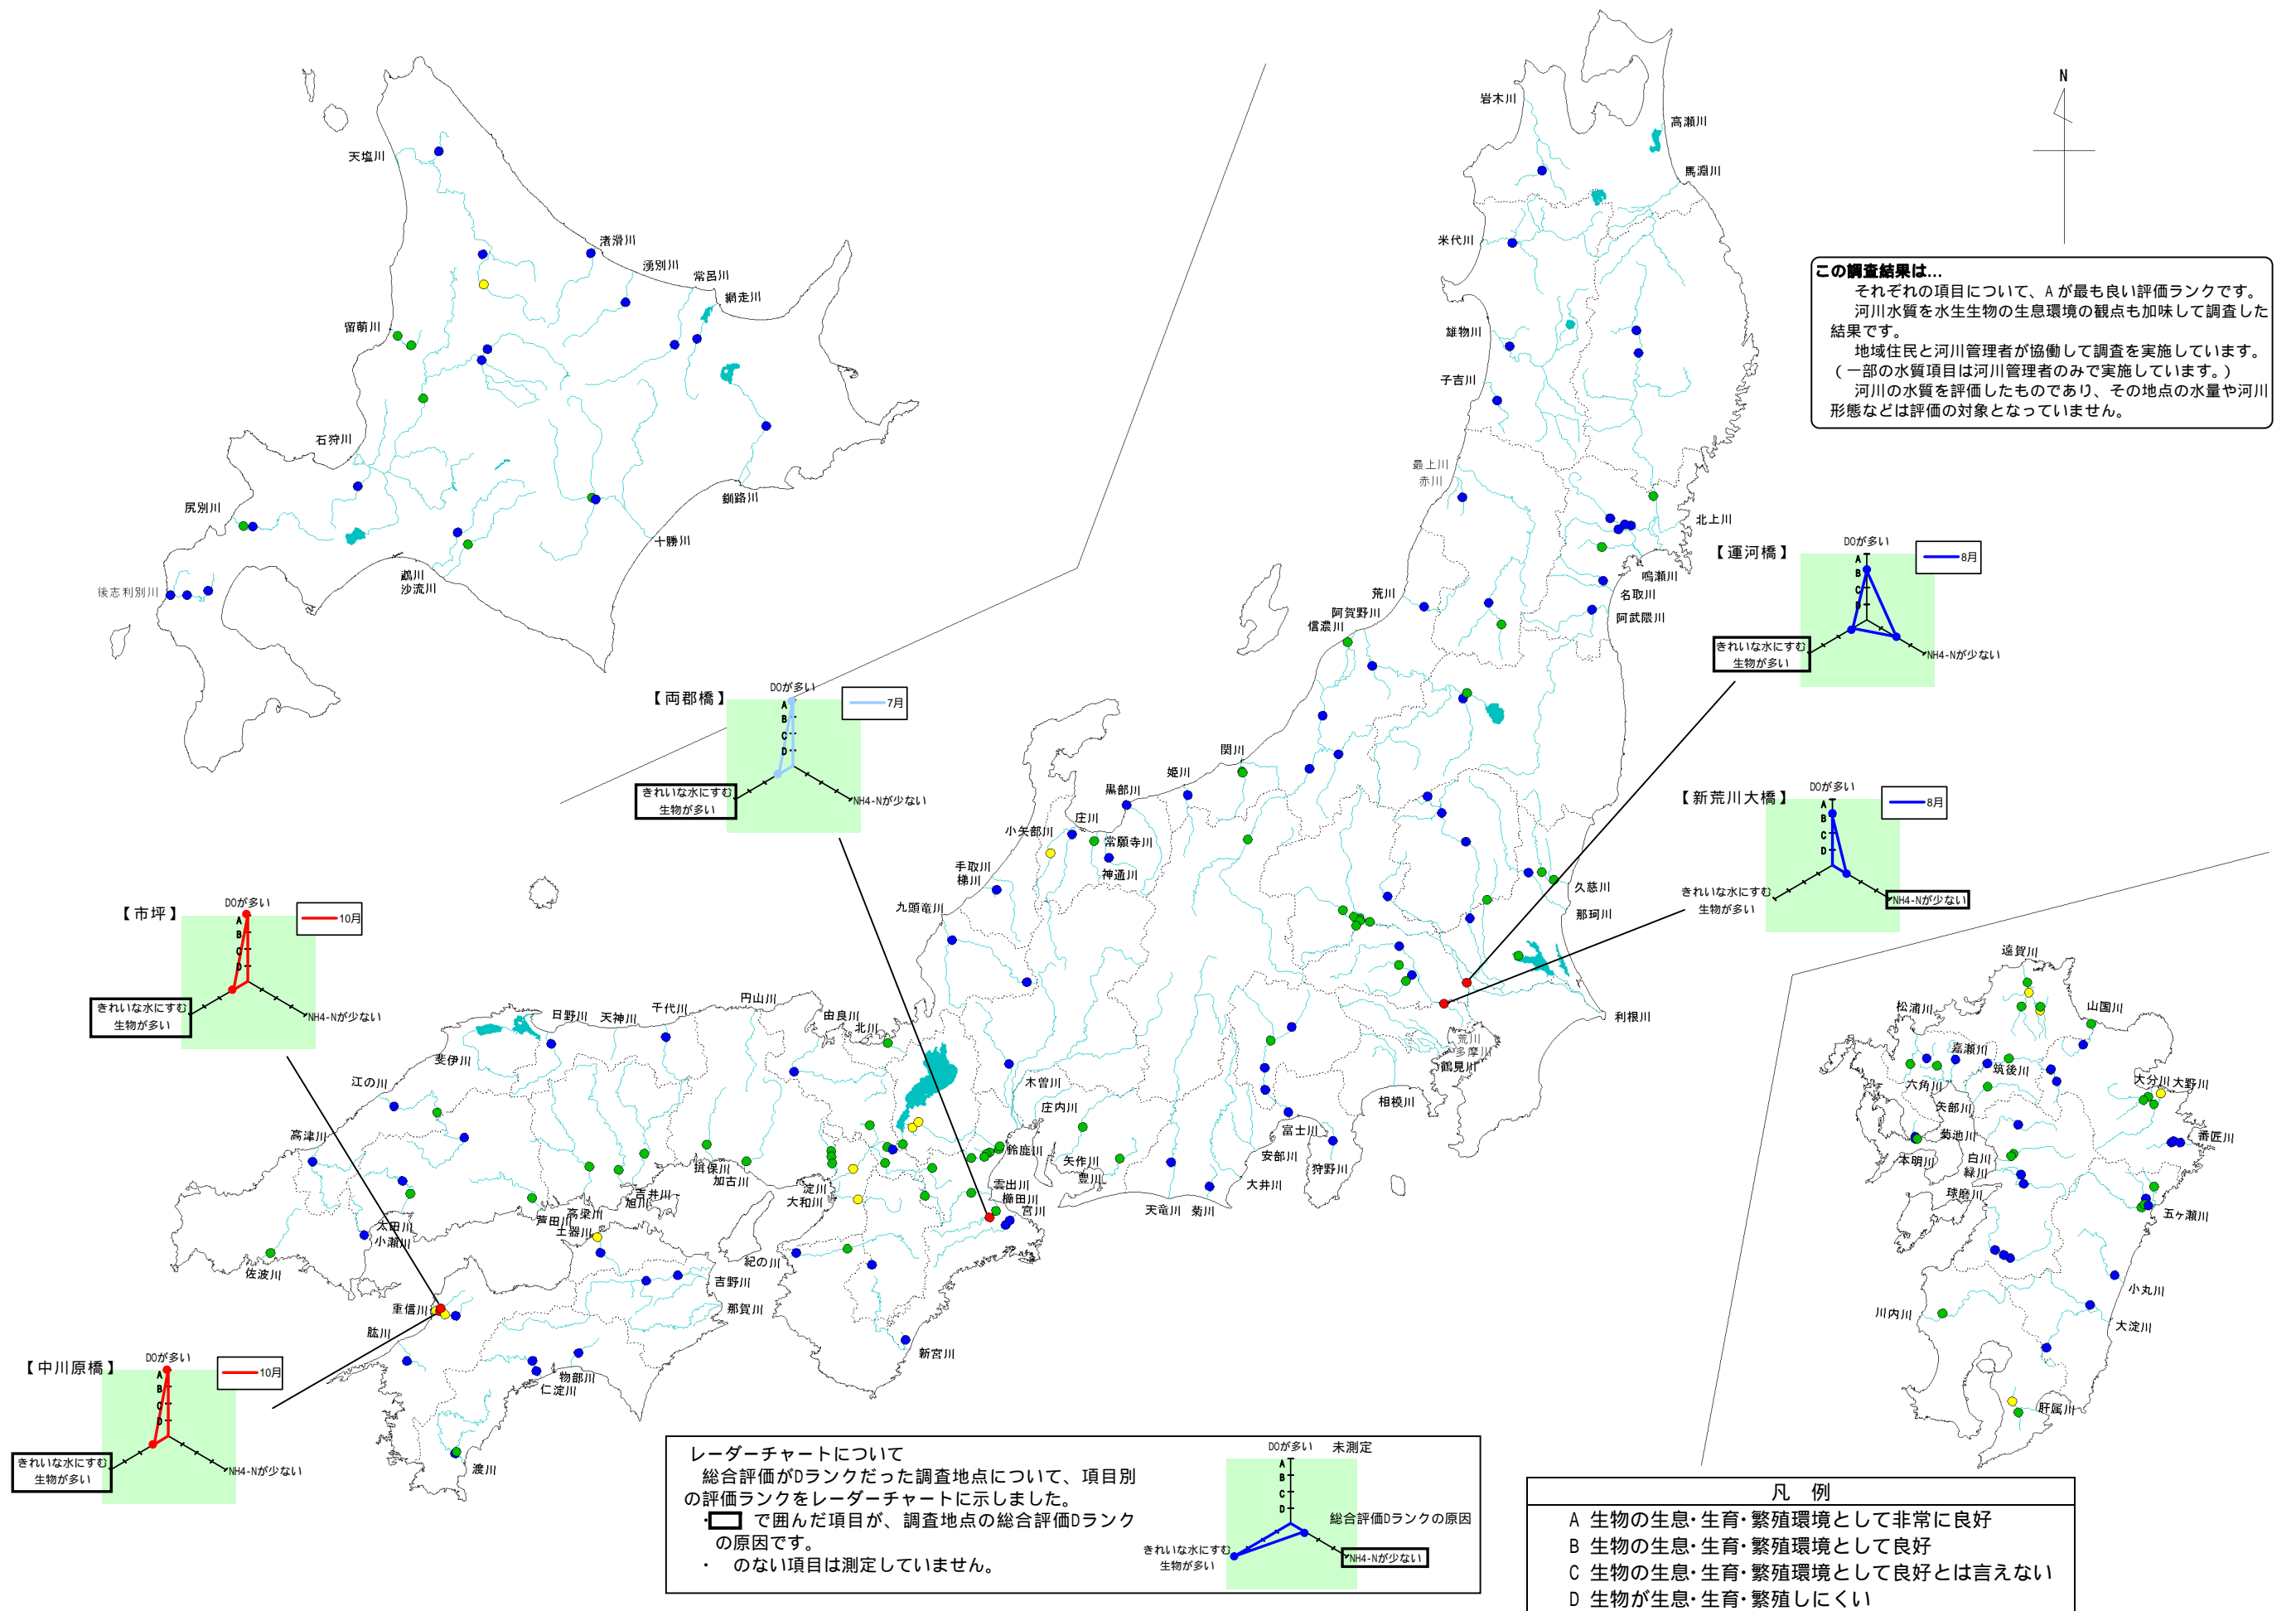 N
この調査結果は...
それぞれの項目について、Aが最も良い評価ランクです。
河川水質を水生生物の生息環境の観点も加味して調査した
結果です。
地域住民と河川管理者が協働して調査を実施しています。
(一部の水質項目は河川管理者のみで実施しています。)
河川の水質を評価したものであり、その地点の水量や河川
形態などは評価の対象となっていません。
天塩川
渚滑川
湧別川
常呂川
網走川
留萌川
石狩川
尻別川
後志利別川
鵡川
沙流川
十勝川
釧路川
岩木川
高瀬川
馬淵川
米代川
雄物川
子吉川
最上川
赤川
北上川
鳴瀬川
名取川
阿武隈川
荒川
阿賀野川
信濃川
関川
姫川
黒部川
庄川
小矢部川
常願寺川
神通川
手取川
梯川
九頭竜川
久慈川
那珂川
利根川
荒川
多摩川
鶴見川
相模川
富士川
狩野川
安部川
大井川
菊川
天竜川
豊川
矢作川
庄内川
木曽川
鈴鹿川
雲出川
櫛田川
宮川
由良川
北川
円山川
千代川
天神川
日野川
斐伊川
江の川
高津川
淀川
大和川
加古川
揖保川
吉井川
旭川
高梁川
芦田川
太田川
小瀬川
佐波川
紀の川
新宮川
土器川
吉野川
那賀川
重信川
肱川
物部川
仁淀川
渡川
遠賀川
山国川
松浦川
嘉瀬川
筑後川
六角川
矢部川
大分川
大野川
番匠川
菊池川
本明川
白川
緑川
球磨川
五ヶ瀬川
小丸川
川内川
大淀川
肝属川
【運河橋】
DOが多い
A
B
C
D
8月
きれいな水にすむ
生物が多い
NH4-Nが少ない
【新荒川大橋】
DOが多い
A
B
C
D
8月
きれいな水にすむ
生物が多い
NH4-Nが少ない
【両郡橋】
DOが多い
A
B
C
D
7月
きれいな水にすむ
生物が多い
NH4-Nが少ない
【市坪】
DOが多い
A
B
C
D
10月
きれいな水にすむ
生物が多い
NH4-Nが少ない
【中川原橋】
DOが多い
A
B
C
D
10月
きれいな水にすむ
生物が多い
NH4-Nが少ない
レーダーチャートについて
総合評価がDランクだった調査地点について、項目別
の評価ランクをレーダーチャートに示しました。
・ で囲んだ項目が、調査地点の総合評価Dランク
の原因です。
・ のない項目は測定していません。
DOが多い
未測定
A
B
C
D
総合評価Dランクの原因
きれいな水にすむ
生物が多い
NH4-Nが少ない
凡 例
A 生物の生息・生育・繁殖環境として非常に良好
B 生物の生息・生育・繁殖環境として良好
C 生物の生息・生育・繁殖環境として良好とは言えない
D 生物が生息・生育・繁殖しにくい